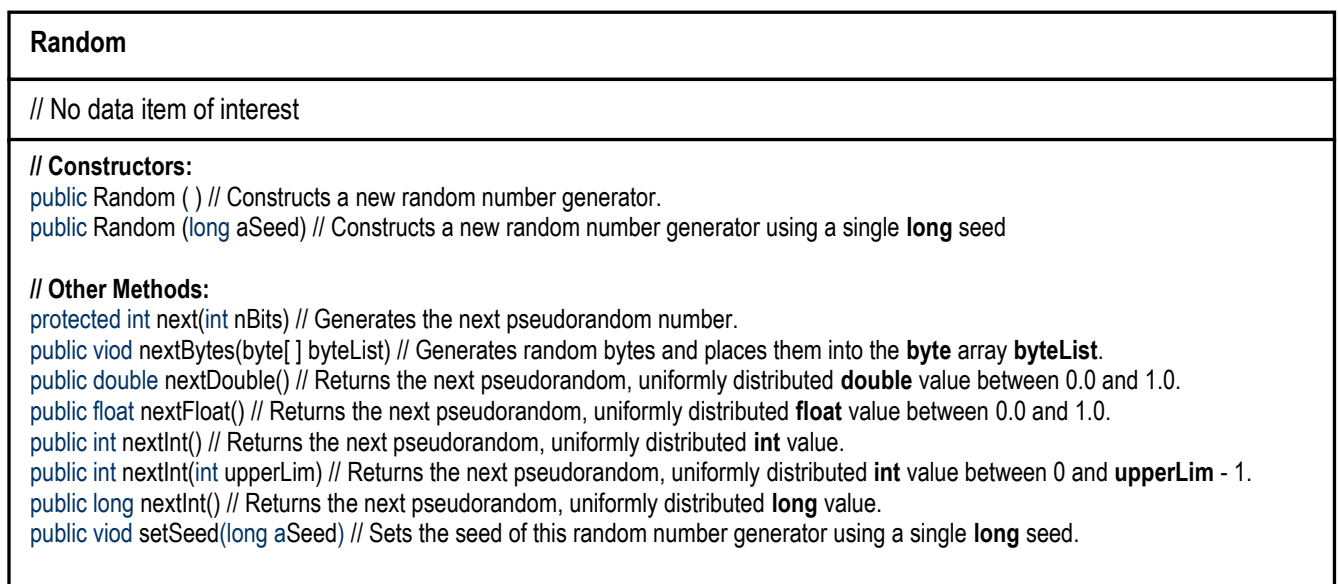 Random
// No data item of interest
// Constructors:
public Random ( ) // Constructs a new random number generator.
public Random (long aSeed) // Constructs a new random number generator using a single long seed
// Other Methods:
protected int next(int nBits) // Generates the next pseudorandom number.
public viod nextBytes(byte[ ] byteList) // Generates random bytes and places them into the byte array byteList.
public double nextDouble() // Returns the next pseudorandom, uniformly distributed double value between 0.0 and 1.0.
public float nextFloat() // Returns the next pseudorandom, uniformly distributed float value between 0.0 and 1.0.
public int nextInt() // Returns the next pseudorandom, uniformly distributed int value.
public int nextInt(int upperLim) // Returns the next pseudorandom, uniformly distributed int value between 0 and upperLim - 1.
public long nextInt() // Returns the next pseudorandom, uniformly distributed long value.
public viod setSeed(long aSeed) // Sets the seed of this random number generator using a single long seed.